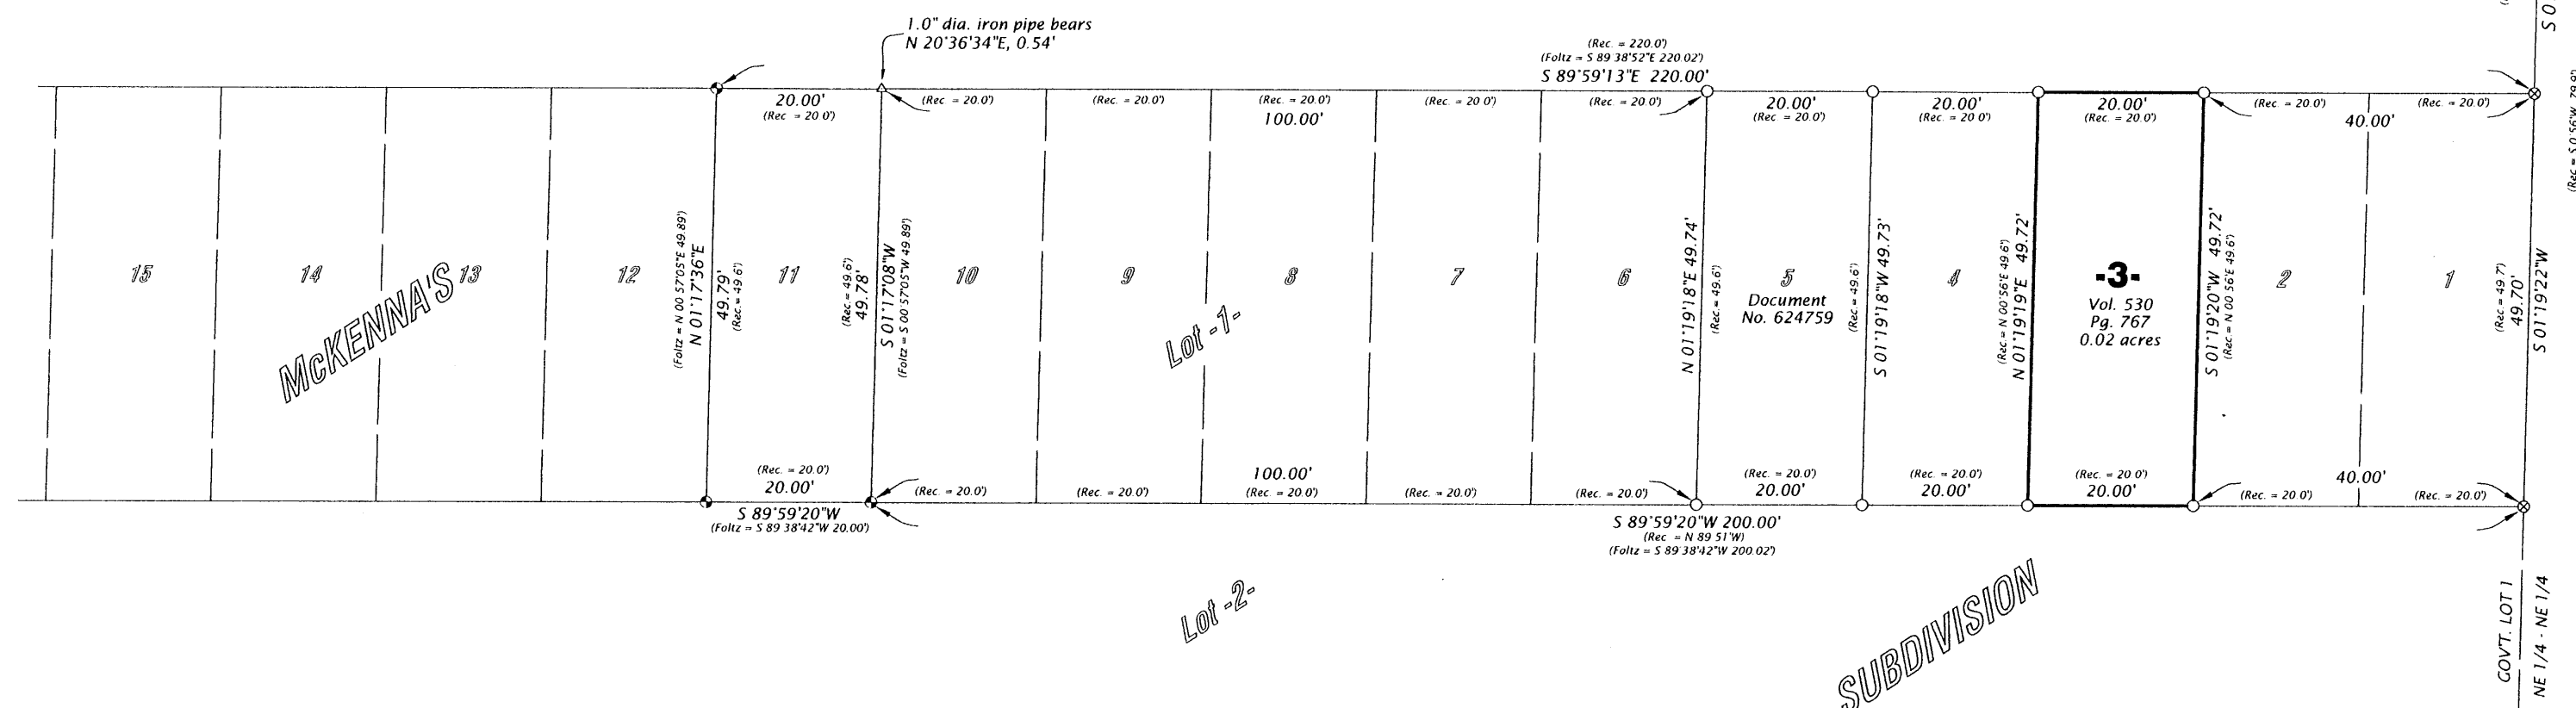 1.0" dia. iron pipe bears
N 20°36'34"E, 0.54'
(Rec. = 220.0')
(Foltz = S 89 38'52"E 220.02')
S 89°59'13"E 220.00'
20.00'
(Rec = 20.0')
(Rec = 20.0')
(Rec. = 20.0')
(Rec. = 20.0')
100.00'
(Rec. = 20.0')
(Rec. = 20.0')
20.00'
(Rec = 20.0')
20.00'
(Rec. = 20.0')
20.00'
(Rec. = 20.0')
(Rec. = 20.0')
40.00'
(Rec. = 20.0')
15
14
13
12
11
10
9
8
7
6
5
Document
No. 624759
4
-3-
Vol. 530
Pg. 767
0.02 acres
2
1
(Foltz = N 00 57'05"E 49.89')
N 01°17'36"E
49.79'
(Rec. = 49.6')
(Rec. = 49.6')
49.78'
S 01°17'08"W
(Foltz = S 00°57'05"W 49.89')
N 01°19'18"E 49.74'
(Rec. = 49.6')
(Rec. = 49.6')
S 01°19'18"W 49.73'
(Rec. = N 00°56'E 49.6')
N 01°19'19"E 49.72'
S 01°19'20"W 49.72'
(Rec. = N 00 56'E 49.6')
(Rec = 49.7')
49.70'
S 01°19'22"W
(Rec = S 0°56'W 79.9')
S 0
McKENNA'S
Lot -1-
(Rec. = 20.0')
20.00'
S 89°59'20"W
(Foltz = S 89 38'42"W 20.00')
(Rec. = 20.0')
(Rec. = 20.0')
100.00'
(Rec. = 20.0')
(Rec. = 20.0')
(Rec. = 20.0')
(Rec. = 20.0')
20.00'
(Rec. = 20.0')
20.00'
(Rec. = 20.0')
20.00'
40.00'
(Rec. = 20.0')
(Rec. = 20.0')
S 89°59'20"W 200.00'
(Rec = N 89 51'W)
(Foltz = S 89°38'42"W 200.02')
Lot -2-
SUBDIVISION
GOV'T. LOT 1
NE 1/4 - NE 1/4